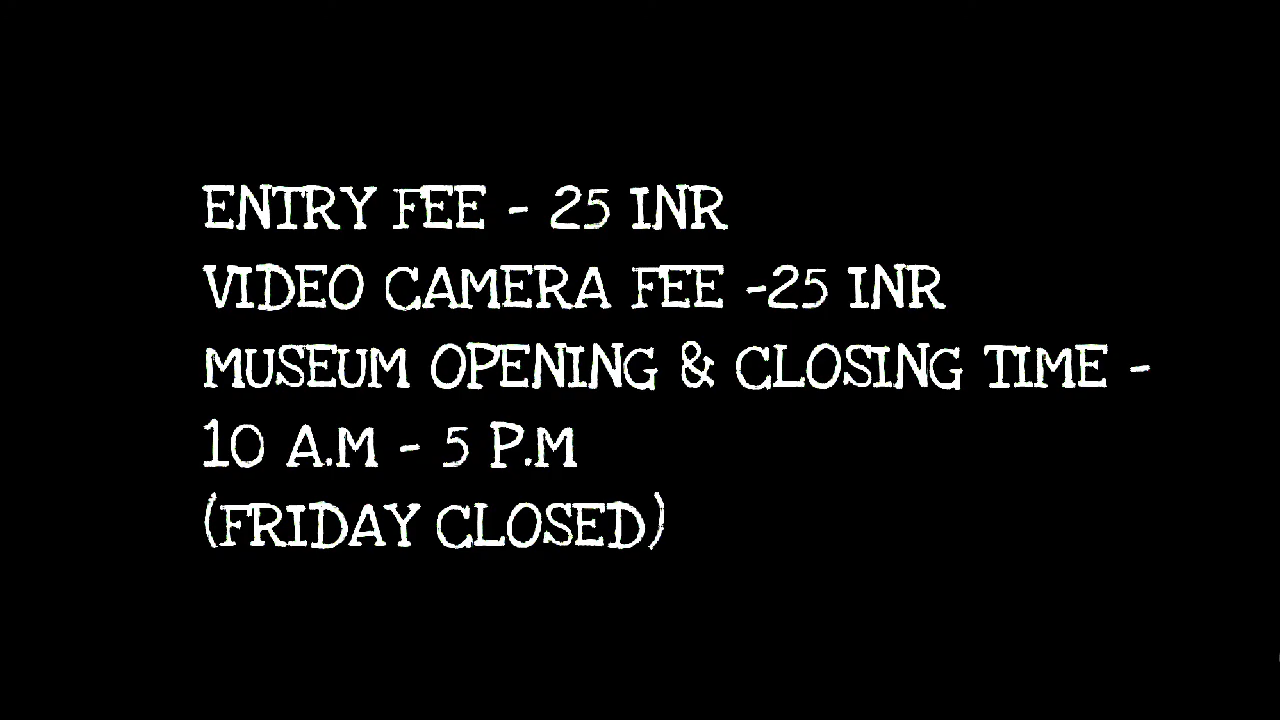 ENTRY FEE - 25 INR
VIDEO CAMERA FEE -25 INR
MUSEUM OPENING & CLOSING TIME -
10 A.M - 5 P.M
(FRIDAY CLOSED)